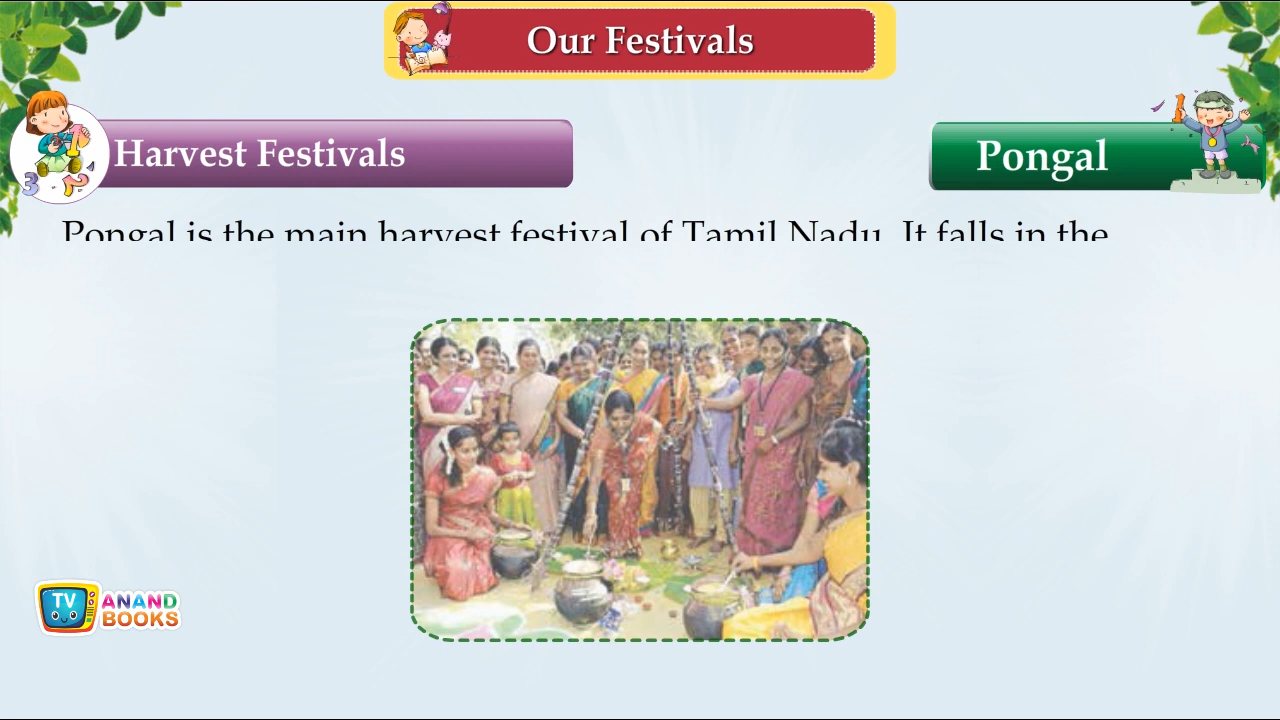 Our Festivals
Harvest Festivals
Pongal
Pongal is the main harvest festival of Tamil Nadu. It falls in the
TV
ANAND
BOOKS